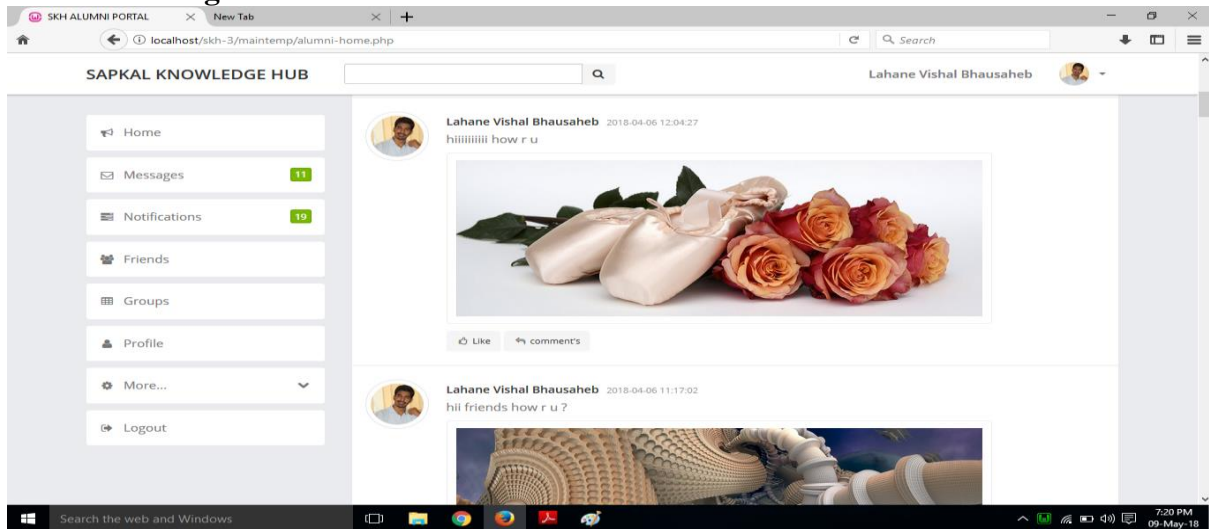 SKH ALUMNI PORTAL New Tab
localhost/skh-3/maintemp/alumni-home.php Search
SAPKAL KNOWLEDGE HUB Lahane Vishal Bhausaheb
Home
Messages 11
Notifications 19
Friends
Groups
Profile
More...
Logout
Lahane Vishal Bhausaheb 2018-04-06 12:04:27
hiiiiiiiiii how r u
Like comment's
Lahane Vishal Bhausaheb 2018-04-06 11:17:02
hii friends how r u ?
Search the web and Windows
7:20 PM
09-May-18